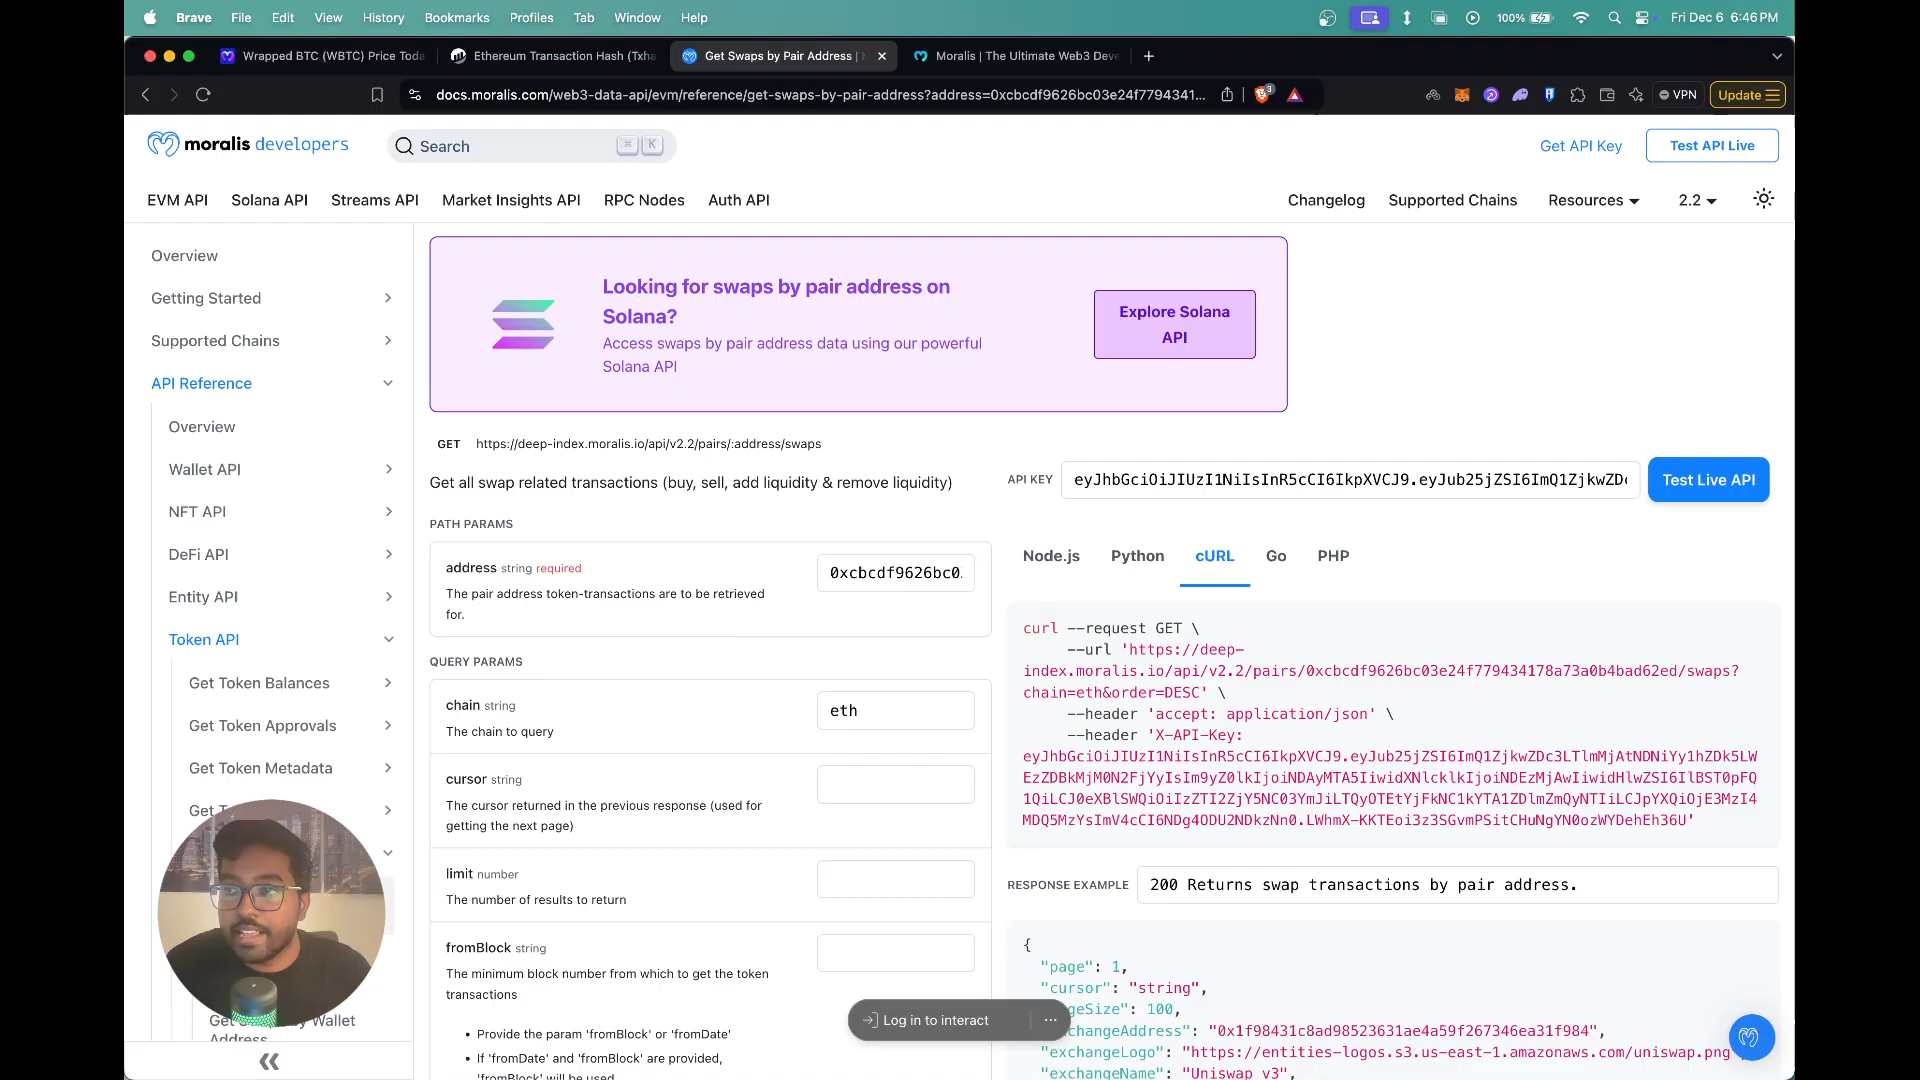 Brave File Edit View History Bookmarks Profiles Tab Window Help 100% Fri Dec 6 6:46 PM
Wrapped BTC (WBTC) Price Toda Ethereum Transaction Hash (Txha Get Swaps by Pair Address | Moralis | The Ultimate Web3 Deve
docs.moralis.com/web3-data-api/evm/reference/get-swaps-by-pair-address?address=0xcbcdf9626bc03e24f7794341... 3 VPN Update
moralis developers Search ⌘ K Get API Key Test API Live
EVM API Solana API Streams API Market Insights API RPC Nodes Auth API Changelog Supported Chains Resources 2.2
Overview
Getting Started
Supported Chains
API Reference
Overview
Wallet API
NFT API
DeFi API
Entity API
Token API
Get Token Balances
Get Token Approvals
Get Token Metadata
Wallet
Address
Looking for swaps by pair address on
Solana?
Access swaps by pair address data using our powerful
Solana API
Explore Solana
API
GET https://deep-index.moralis.io/api/v2.2/pairs/:address/swaps
Get all swap related transactions (buy, sell, add liquidity & remove liquidity)
PATH PARAMS
address string required 0xcbcdf9626bc0
The pair address token-transactions are to be retrieved
for.
QUERY PARAMS
chain string eth
The chain to query
cursor string
The cursor returned in the previous response (used for
getting the next page)
limit number
The number of results to return
fromBlock string
The minimum block number from which to get the token
transactions
• Provide the param 'fromBlock' or 'fromDate'
• If 'fromDate' and 'fromBlock' are provided,
'fromBlock' will be used
API KEY eyJhbGciOiJIUzI1NiIsInR5cCI6IkpXVCJ9.eyJub25jZSI6ImQ1ZjkwZD Test Live API
Node.js Python cURL Go PHP
curl --request GET \
--url 'https://deep-
index.moralis.io/api/v2.2/pairs/0xcbcdf9626bc03e24f779434178a73a0b4bad62ed/swaps?
chain=eth&order=DESC' \
--header 'accept: application/json' \
--header 'X-API-Key:
eyJhbGciOiJIUzI1NiIsInR5cCI6IkpXVCJ9.eyJub25jZSI6ImQ1ZjkwZDc3LTlmMjAtNDNiYy1hZDk5LW
EzZDBkMjM0N2FjYyIsIm9yZ0lkIjoiNDAyMTA5IiwidXNlcklkIjoiNDEzMjAwIiwidHlwZSI6IlBST0pFQ
1QiLCJ0eXBlSWQiOiIzZTI2ZjY5NC03YmJiLTQyOTEtYjFkNC1kYTA1ZDlmZmQyNTIiLCJpYXQiOjE3MzI4
MDQ5MzYsImV4cCI6NDg4ODU2NDkzNn0.LWhmX-KKTEoi3z3SGvmPSitCHuNgYN0ozWYDehEh36U'
RESPONSE EXAMPLE 200 Returns swap transactions by pair address.
{
"page": 1,
"cursor": "string",
geSize": 100,
changeAddress": "0x1f98431c8ad98523631ae4a59f267346ea31f984",
changeLogo": "https://entities-logos.s3.us-east-1.amazonaws.com/uniswap.png",
"exchangeName": "Uniswap v3",
Log in to interact ...